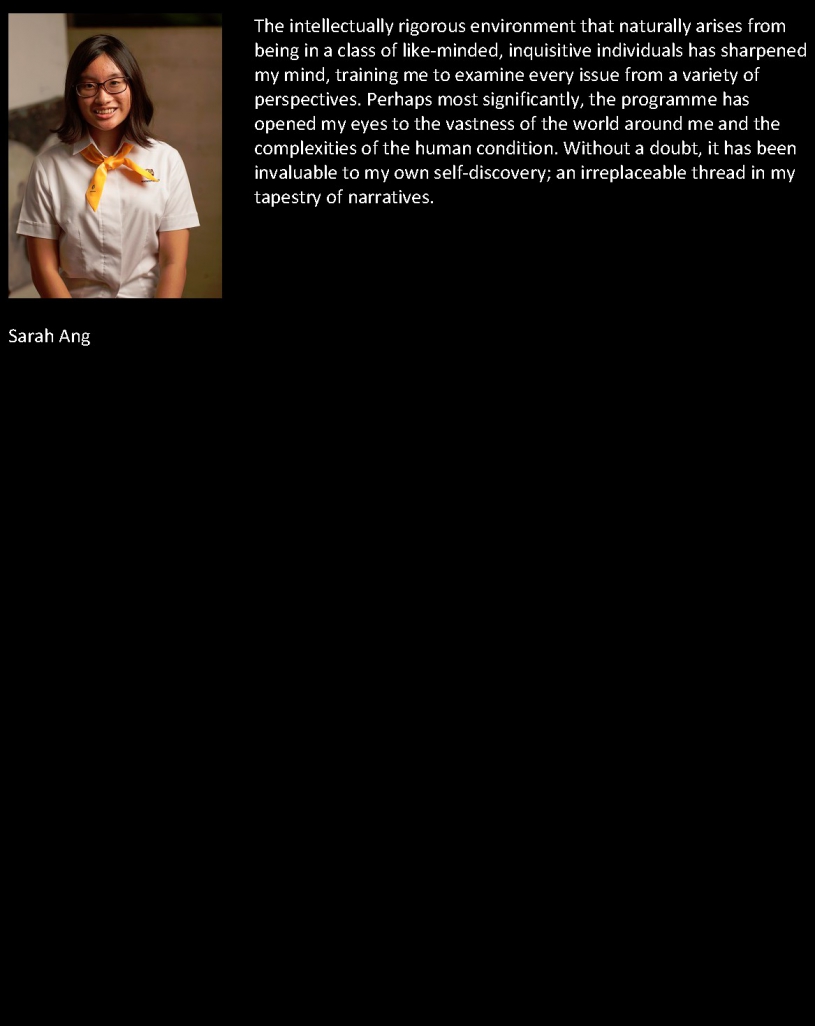 The intellectually rigorous environment that naturally arises from
being in a class of like-minded, inquisitive individuals has sharpened
my mind, training me to examine every issue from a variety of
perspectives. Perhaps most significantly, the programme has
opened my eyes to the vastness of the world around me and the
complexities of the human condition. Without a doubt, it has been
invaluable to my own self-discovery; an irreplaceable thread in my
tapestry of narratives.
Sarah Ang